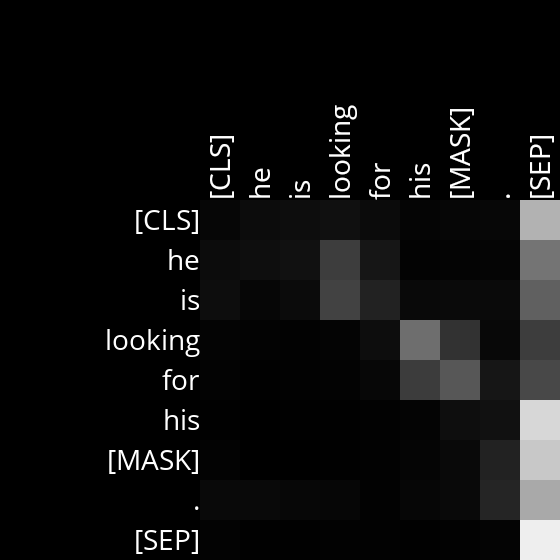 [CLS] he is looking for his [MASK] . [SEP]
[CLS]
he
is
looking
for
his
[MASK]
.
[SEP]